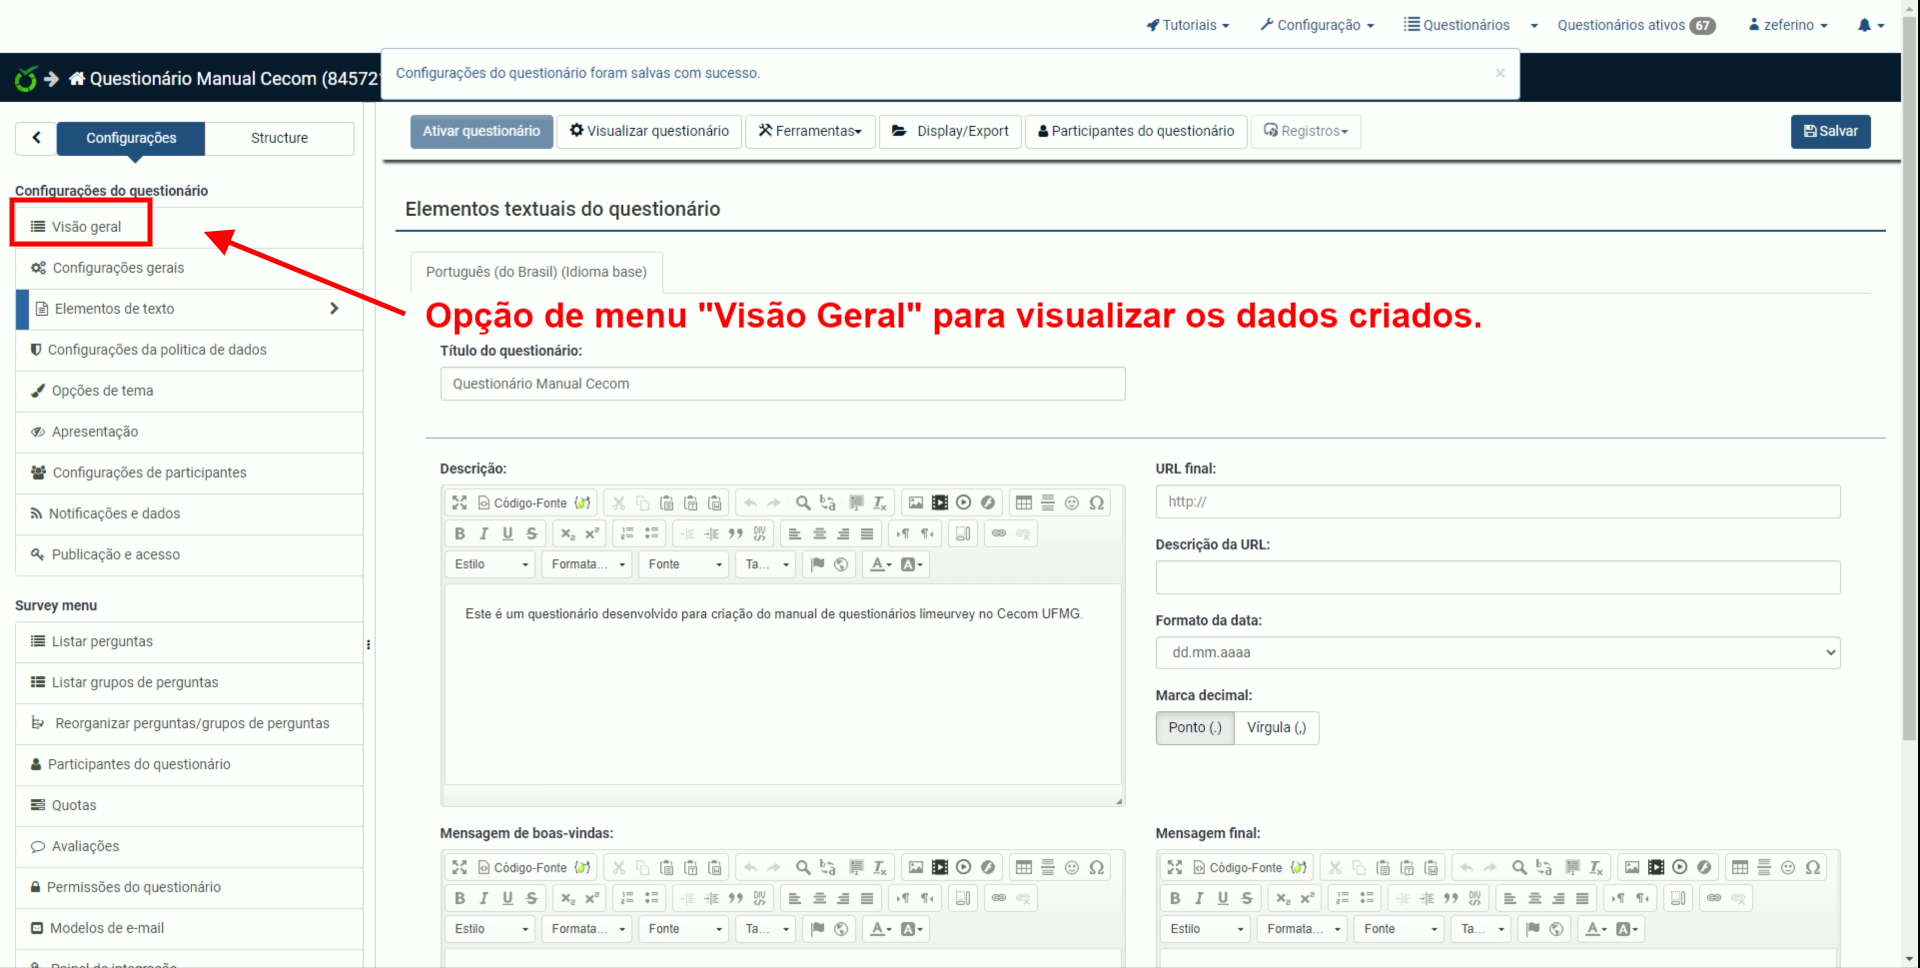 Tutoriais
Configuração
Questionários
Questionários ativos 67
zeferino
Questionário Manual Cecom (84572
Configurações do questionário foram salvas com sucesso.
×
Configurações
Structure
Ativar questionário
Visualizar questionário
Ferramentas
Display/Export
Participantes do questionário
Registros
Salvar
Configurações do questionário
Visão geral
Configurações gerais
Elementos de texto
Configurações da politica de dados
Opções de tema
Apresentação
Configurações de participantes
Notificações e dados
Publicação e acesso
Survey menu
Listar perguntas
Listar grupos de perguntas
Reorganizar perguntas/grupos de perguntas
Participantes do questionário
Quotas
Avaliações
Permissões do questionário
Modelos de e-mail
Painel de integração
Elementos textuais do questionário
Português (do Brasil) (Idioma base)
Opção de menu "Visão Geral" para visualizar os dados criados.
Título do questionário:
Questionário Manual Cecom
Descrição:
Código-Fonte
Estilo
Formata...
Fonte
Ta...
Este é um questionário desenvolvido para criação do manual de questionários limeurvey no Cecom UFMG.
URL final:
http://
Descrição da URL:
Formato da data:
dd.mm.aaaa
Marca decimal:
Ponto (.)
Vírgula (,)
Mensagem de boas-vindas:
Código-Fonte
Estilo
Formata...
Fonte
Ta...
Mensagem final:
Código-Fonte
Estilo
Formata...
Fonte
Ta...